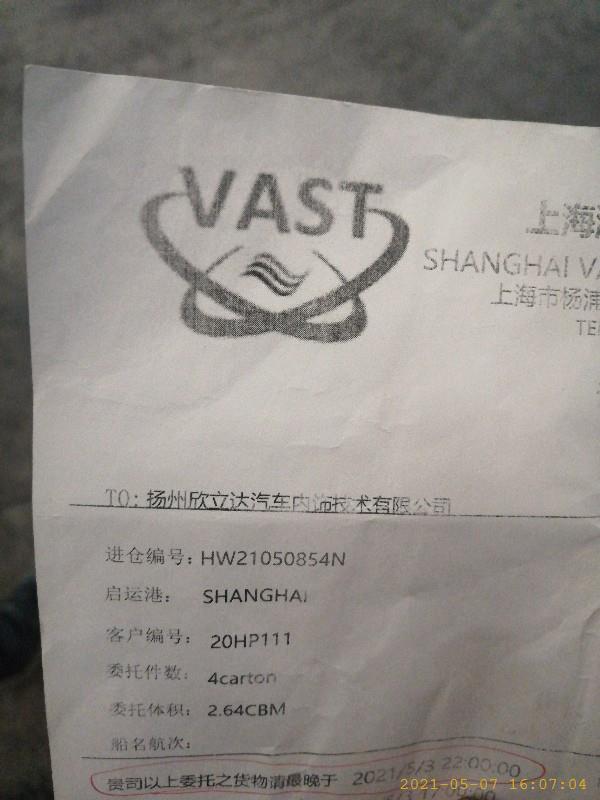 VAST
上海
SHANGHAI VA
上海市杨浦
TE
TO: 扬州欣立达汽车内饰技术有限公司
进仓编号: HW21050854N
启运港: SHANGHAI
客户编号: 20HP111
委托件数: 4carton
委托体积: 2.64CBM
船名航次:
贵司以上委托之货物请最晚于 2021/5/3 22:00:00
2021-05-07 16:07:04